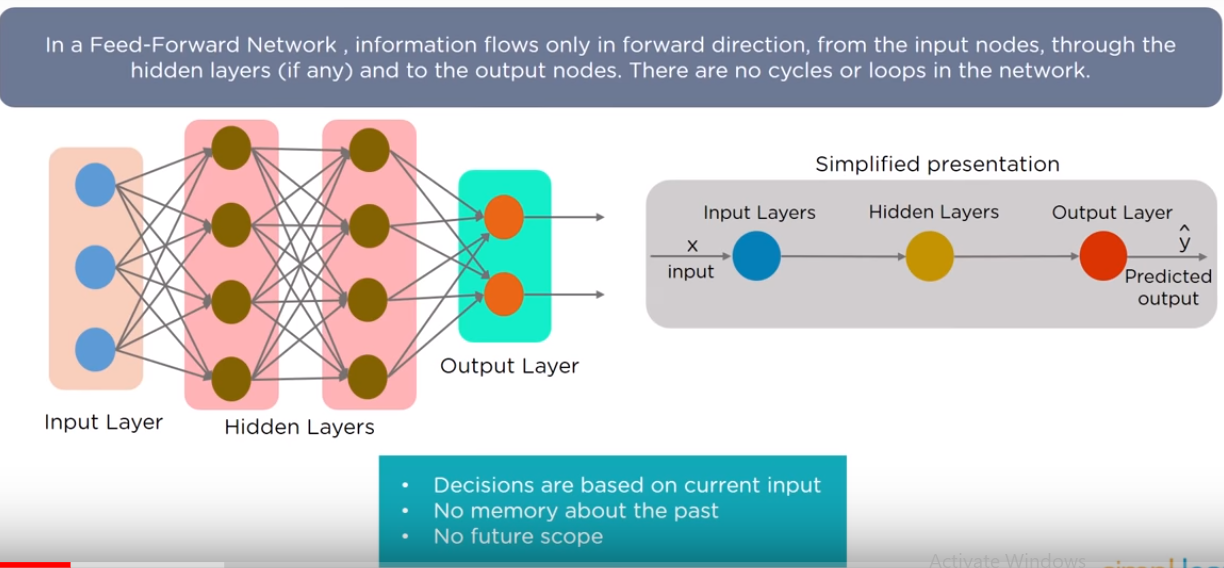 In a Feed-Forward Network , information flows only in forward direction, from the input nodes, through the
hidden layers (if any) and to the output nodes. There are no cycles or loops in the network.
Simplified presentation
Input Layers
Hidden Layers
Output Layer
x
input
ŷ
Predicted
output
Output Layer
Input Layer
Hidden Layers
• Decisions are based on current input
• No memory about the past
• No future scope
Activate Windows